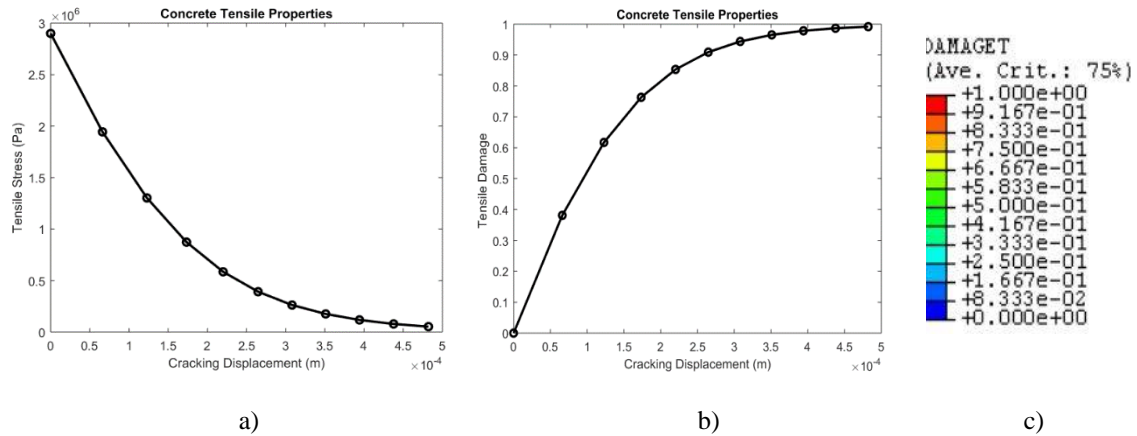 Concrete Tensile Properties
×10⁶
3
2.5
2
1.5
1
0.5
0
Tensile Stress (Pa)
0 0.5 1 1.5 2 2.5 3 3.5 4 4.5 5
Cracking Displacement (m) ×10⁻⁴
a)
Concrete Tensile Properties
1
0.9
0.8
0.7
0.6
0.5
0.4
0.3
0.2
0.1
0
Tensile Damage
0 0.5 1 1.5 2 2.5 3 3.5 4 4.5 5
Cracking Displacement (m) ×10⁻⁴
b)
DAMAGET
(Ave. Crit.: 75%)
+1.000e+00
+9.167e-01
+8.333e-01
+7.500e-01
+6.667e-01
+5.833e-01
+5.000e-01
+4.167e-01
+3.333e-01
+2.500e-01
+1.667e-01
+8.333e-02
+0.000e+00
c)